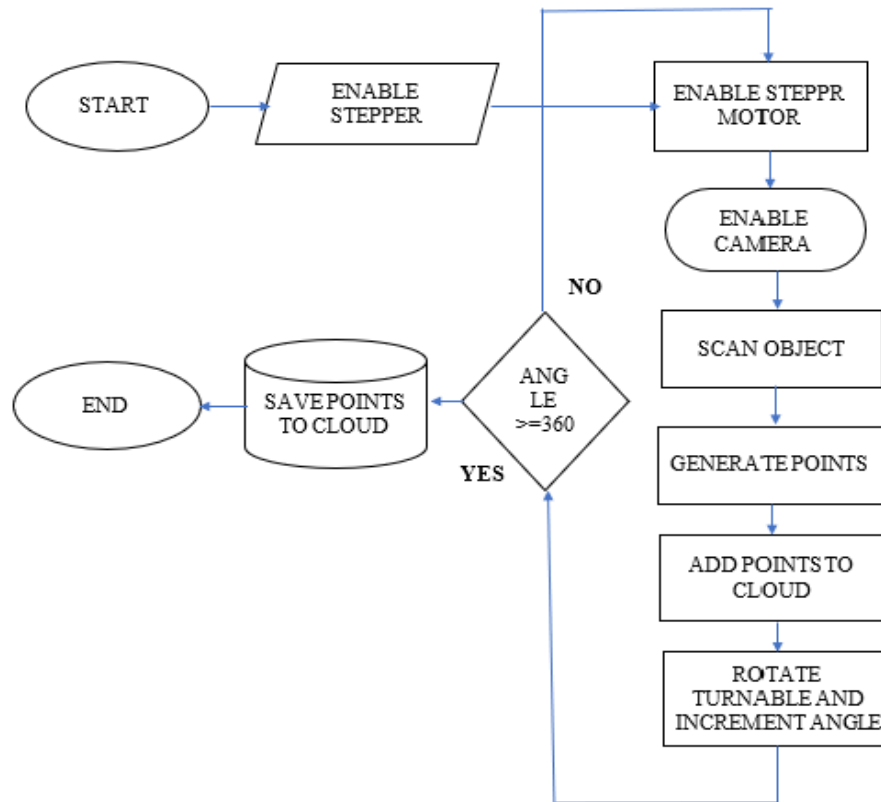 START
ENABLE
STEPPER
ENABLE STEPPR
MOTOR
ENABLE
CAMERA
NO
SCAN OBJECT
END
SAVE POINTS
TO CLOUD
ANG
LE
>=360
YES
GENERATE POINTS
ADD POINTS TO
CLOUD
ROTATE
TURNABLE AND
INCREMENT ANGLE